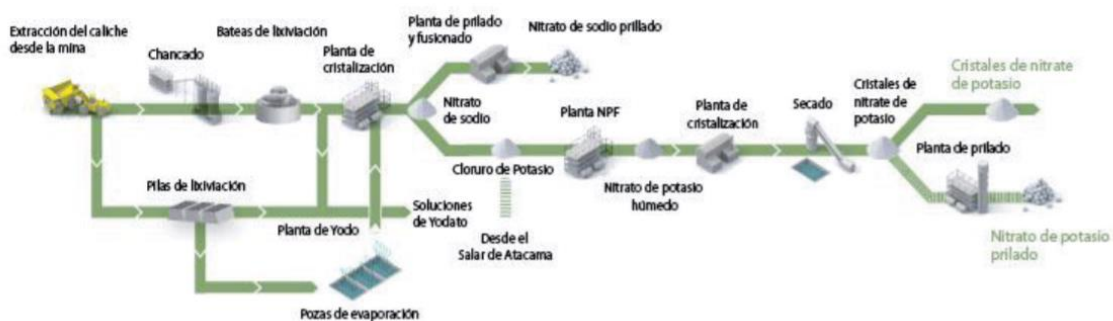 Extracción del caliche
desde la mina
Chancado
Bateas de lixiviación
Planta de
cristalización
Planta de prilado
y fusionado
Nitrato de sodio prillado
Nitrato
de sodio
Cloruro de Potasio
Desde el
Salar de Atacama
Planta NPF
Nitrato de potasio
húmedo
Planta de
cristalización
Secado
Cristales de
nitrate de
potasio
Cristales de nitrate
de potasio
Planta de prilado
Nitrato de potasio
prilado
Pilas de lixiviación
Planta de Yodo
Soluciones
de Yodato
Pozas de evaporación